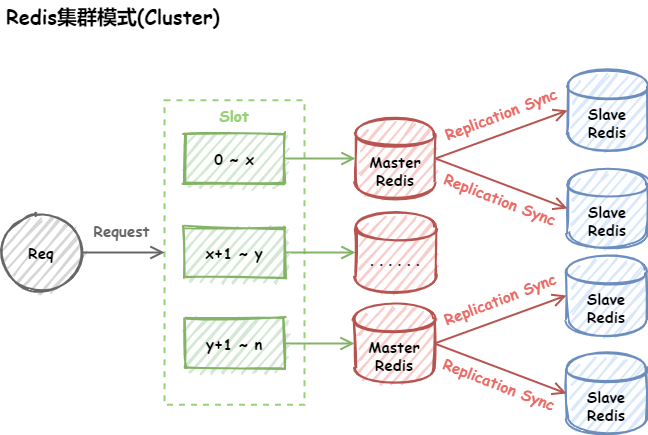 Redis集群模式(Cluster)
Slot
0 ~ x
Master
Redis
Replication Sync
Replication Sync
Slave
Redis
Slave
Redis
Req
Request
x+1 ~ y
......
y+1 ~ n
Master
Redis
Replication Sync
Replication Sync
Slave
Redis
Slave
Redis